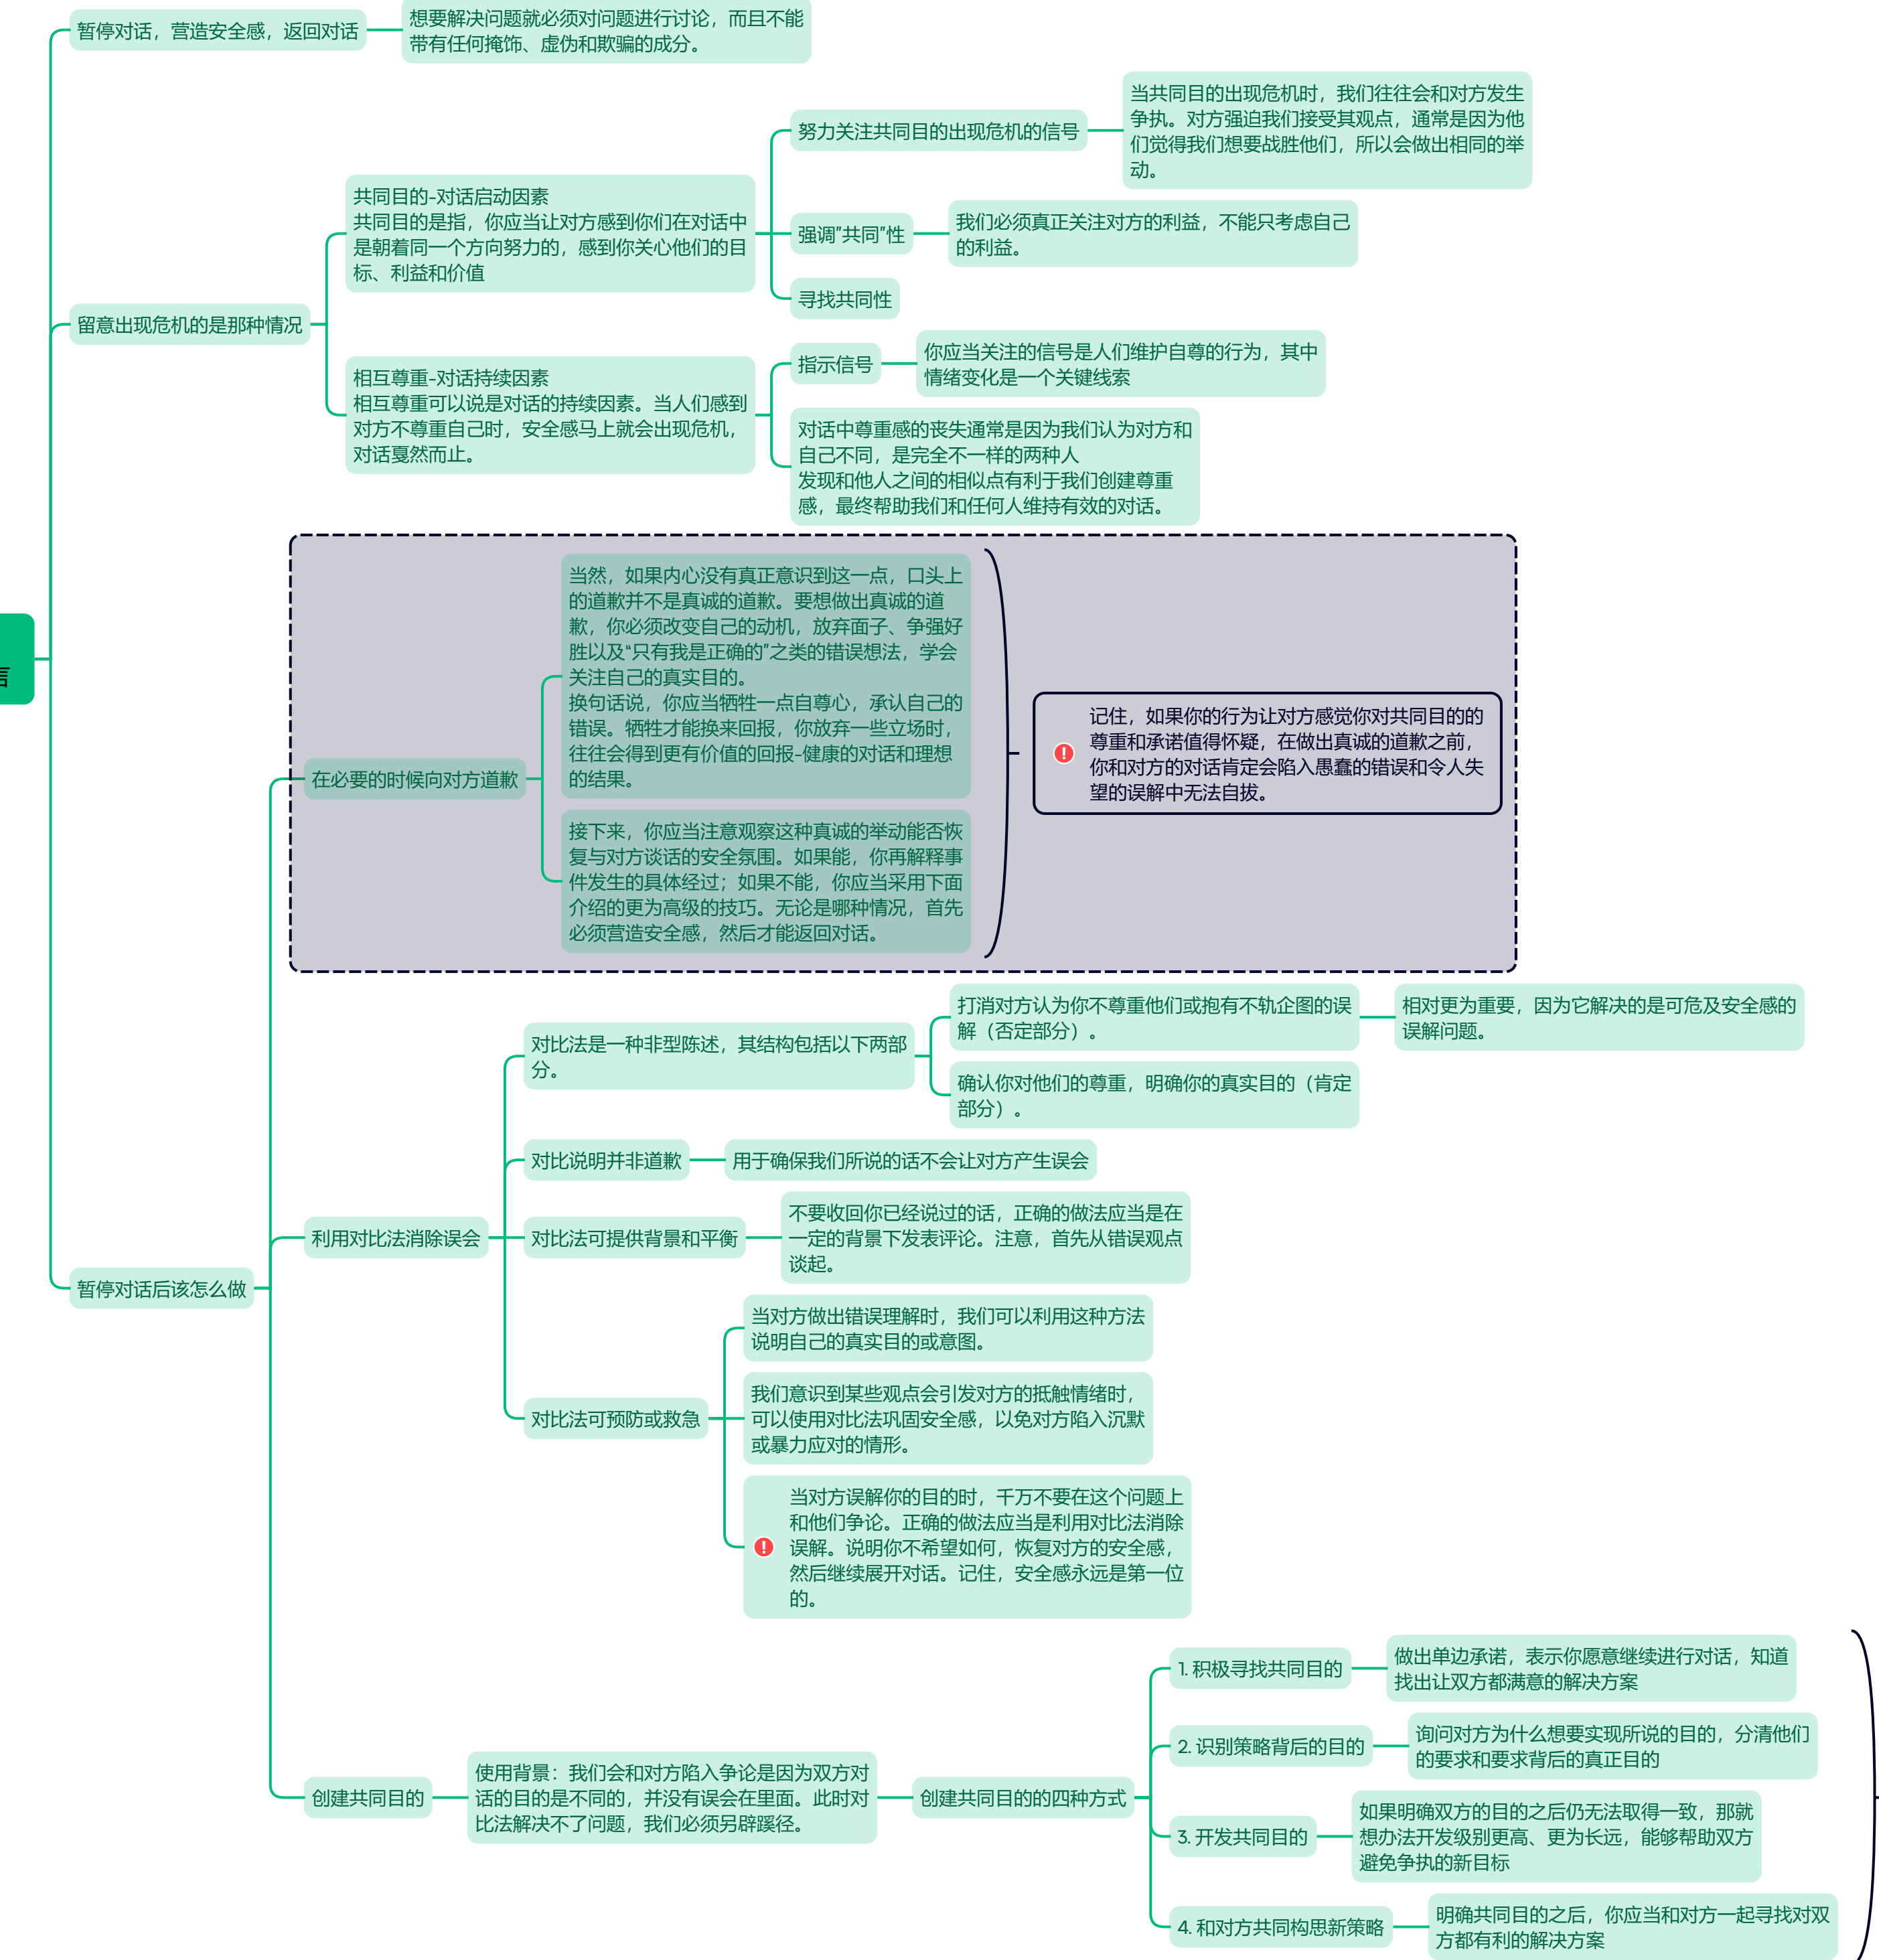 暂停对话，营造安全感，返回对话
想要解决问题就必须对问题进行讨论，而且不能
带有任何掩饰、虚伪和欺骗的成分。
留意出现危机的是那种情况
共同目的-对话启动因素
共同目的是指，你应当让对方感到你们在对话中
是朝着同一个方向努力的，感到你关心他们的目
标、利益和价值
努力关注共同目的出现危机的信号
当共同目的出现危机时，我们往往会和对方发生
争执。对方强迫我们接受其观点，通常是因为他
们觉得我们想要战胜他们，所以会做出相同的举
动。
强调"共同"性
我们必须真正关注对方的利益，不能只考虑自己
的利益。
寻找共同性
相互尊重-对话持续因素
相互尊重可以说是对话的持续因素。当人们感到
对方不尊重自己时，安全感马上就会出现危机，
对话戛然而止。
指示信号
你应当关注的信号是人们维护自尊的行为，其中
情绪变化是一个关键线索
对话中尊重感的丧失通常是因为我们认为对方和
自己不同，是完全不一样的两种人
发现和他人之间的相似点有利于我们创建尊重
感，最终帮助我们和任何人维持有效的对话。
言
暂停对话后该怎么做
在必要的时候向对方道歉
当然，如果内心没有真正意识到这一点，口头上
的道歉并不是真诚的道歉。要想做出真诚的道
歉，你必须改变自己的动机，放弃面子、争强好
胜以及“只有我是正确的”之类的错误想法，学会
关注自己的真实目的。
换句话说，你应当牺牲一点自尊心，承认自己的
错误。牺牲才能换来回报，你放弃一些立场时，
往往会得到更有价值的回报-健康的对话和理想
的结果。
接下来，你应当注意观察这种真诚的举动能否恢
复与对方谈话的安全氛围。如果能，你再解释事
件发生的具体经过；如果不能，你应当采用下面
介绍的更为高级的技巧。无论是哪种情况，首先
必须营造安全感，然后才能返回对话。
记住，如果你的行为让对方感觉你对共同目的的
尊重和承诺值得怀疑，在做出真诚的道歉之前，
你和对方的对话肯定会陷入愚蠢的错误和令人失
望的误解中无法自拔。
利用对比法消除误会
对比法是一种非型陈述，其结构包括以下两部
分。
打消对方认为你不尊重他们或抱有不轨企图的误
解（否定部分）。
相对更为重要，因为它解决的是可危及安全感的
误解问题。
确认你对他们的尊重，明确你的真实目的（肯定
部分）。
对比说明并非道歉
用于确保我们所说的话不会让对方产生误会
对比法可提供背景和平衡
不要收回你已经说过的话，正确的做法应当是在
一定的背景下发表评论。注意，首先从错误观点
谈起。
对比法可预防或救急
当对方做出错误理解时，我们可以利用这种方法
说明自己的真实目的或意图。
我们意识到某些观点会引发对方的抵触情绪时，
可以使用对比法巩固安全感，以免对方陷入沉默
或暴力应对的情形。
当对方误解你的目的时，千万不要在这个问题上
和他们争论。正确的做法应当是利用对比法消除
误解。说明你不希望如何，恢复对方的安全感，
然后继续展开对话。记住，安全感永远是第一位
的。
创建共同目的
使用背景：我们会和对方陷入争论是因为双方对
话的目的是不同的，并没有误会在里面。此时对
比法解决不了问题，我们必须另辟蹊径。
创建共同目的的四种方式
1. 积极寻找共同目的
做出单边承诺，表示你愿意继续进行对话，知道
找出让双方都满意的解决方案
2. 识别策略背后的目的
询问对方为什么想要实现所说的目的，分清他们
的要求和要求背后的真正目的
3. 开发共同目的
如果明确双方的目的之后仍无法取得一致，那就
想办法开发级别更高、更为长远，能够帮助双方
避免争执的新目标
4. 和对方共同构思新策略
明确共同目的之后，你应当和对方一起寻找对双
方都有利的解决方案